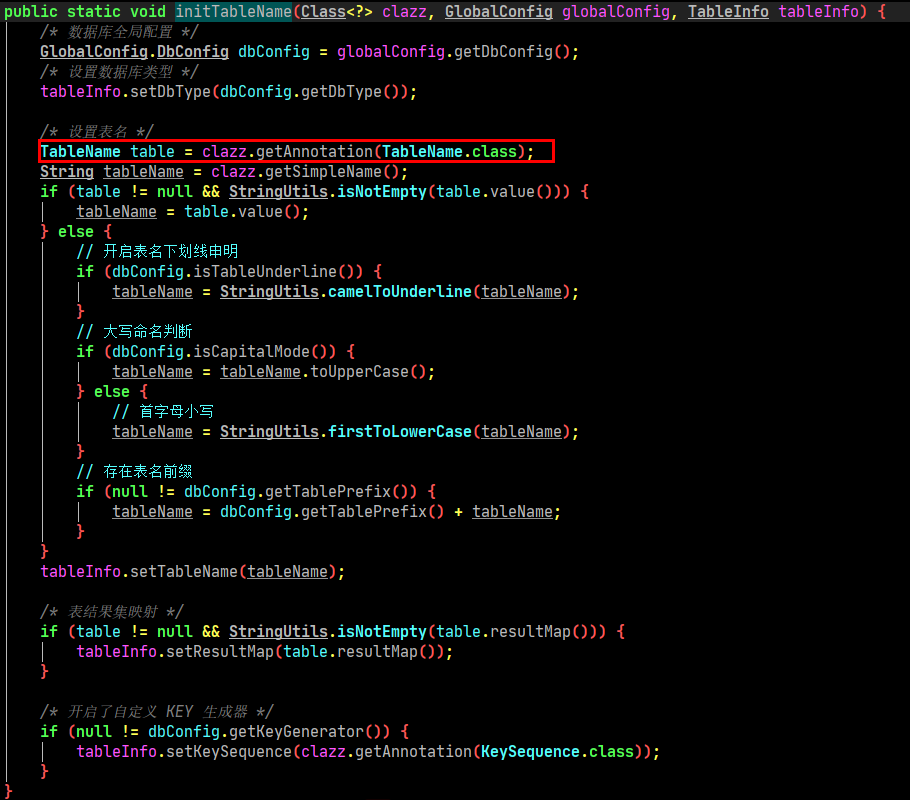 public static void initTableName(Class<?> clazz, GlobalConfig globalConfig, TableInfo tableInfo) {
/* 数据库全局配置 */
GlobalConfig.DbConfig dbConfig = globalConfig.getDbConfig();
/* 设置数据库类型 */
tableInfo.setDbType(dbConfig.getDbType());
/* 设置表名 */
TableName table = clazz.getAnnotation(TableName.class);
String tableName = clazz.getSimpleName();
if (table != null && StringUtils.isNotEmpty(table.value())) {
tableName = table.value();
} else {
// 开启表名下划线申明
if (dbConfig.isTableUnderline()) {
tableName = StringUtils.camelToUnderline(tableName);
}
// 大写命名判断
if (dbConfig.isCapitalMode()) {
tableName = tableName.toUpperCase();
} else {
// 首字母小写
tableName = StringUtils.firstToLowerCase(tableName);
}
// 存在表名前缀
if (null != dbConfig.getTablePrefix()) {
tableName = dbConfig.getTablePrefix() + tableName;
}
}
tableInfo.setTableName(tableName);
/* 表结果集映射 */
if (table != null && StringUtils.isNotEmpty(table.resultMap())) {
tableInfo.setResultMap(table.resultMap());
}
/* 开启了自定义 KEY 生成器 */
if (null != dbConfig.getKeyGenerator()) {
tableInfo.setKeySequence(clazz.getAnnotation(KeySequence.class));
}
}